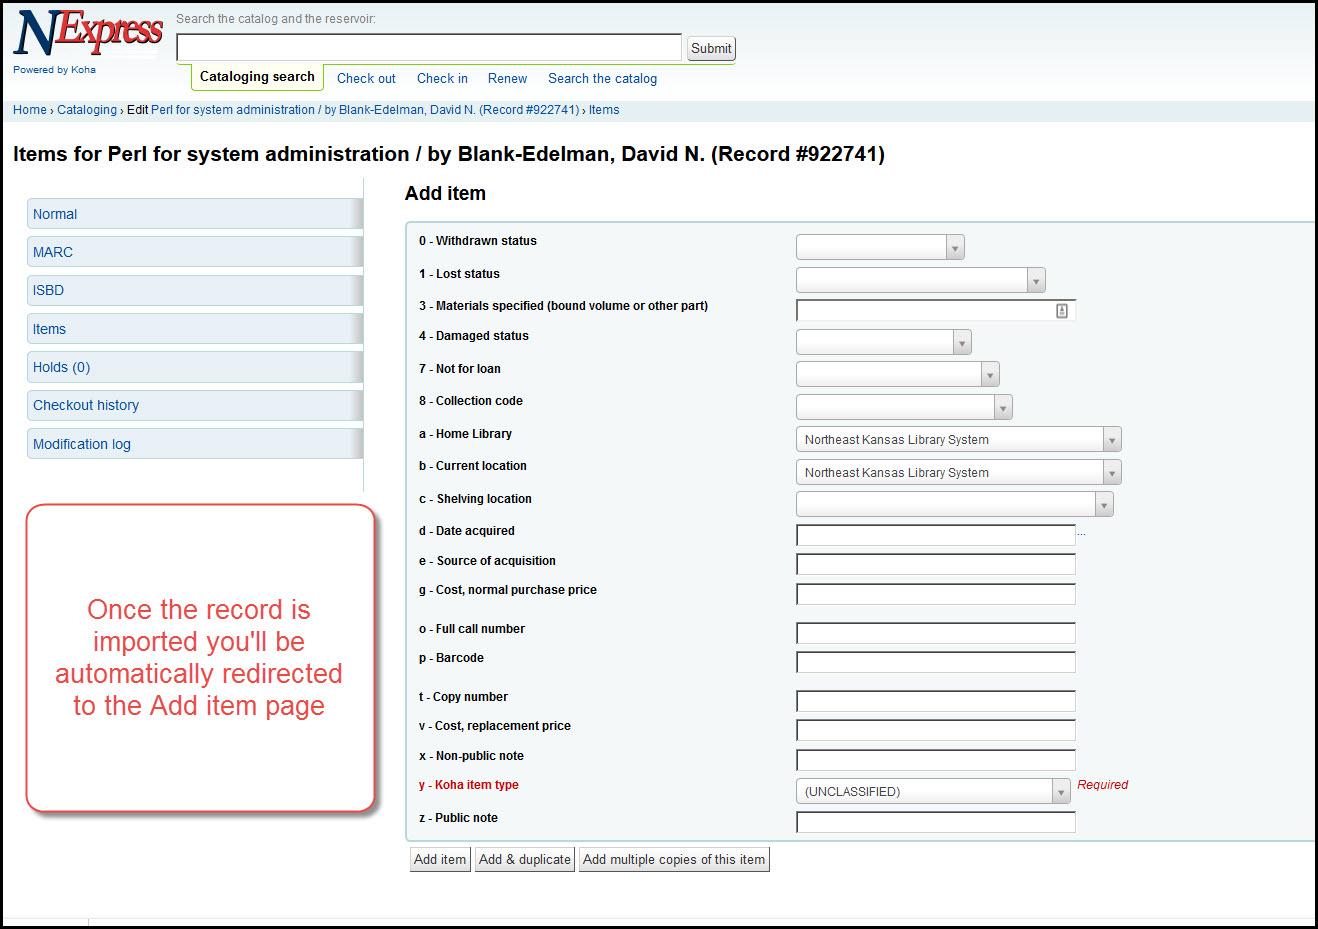 NExpress
Powered by Koha
Search the catalog and the reservoir:
Submit
Cataloging search
Check out
Check in
Renew
Search the catalog
Home › Cataloging › Edit Perl for system administration / by Blank-Edelman, David N. (Record #922741) › Items
Items for Perl for system administration / by Blank-Edelman, David N. (Record #922741)
Normal
MARC
ISBD
Items
Holds (0)
Checkout history
Modification log
Once the record is
imported you'll be
automatically redirected
to the Add item page
Add item
0 - Withdrawn status
1 - Lost status
3 - Materials specified (bound volume or other part)
4 - Damaged status
7 - Not for loan
8 - Collection code
a - Home Library Northeast Kansas Library System
b - Current location Northeast Kansas Library System
c - Shelving location
d - Date acquired ...
e - Source of acquisition
g - Cost, normal purchase price
o - Full call number
p - Barcode
t - Copy number
v - Cost, replacement price
x - Non-public note
y - Koha item type (UNCLASSIFIED) Required
z - Public note
Add item
Add & duplicate
Add multiple copies of this item